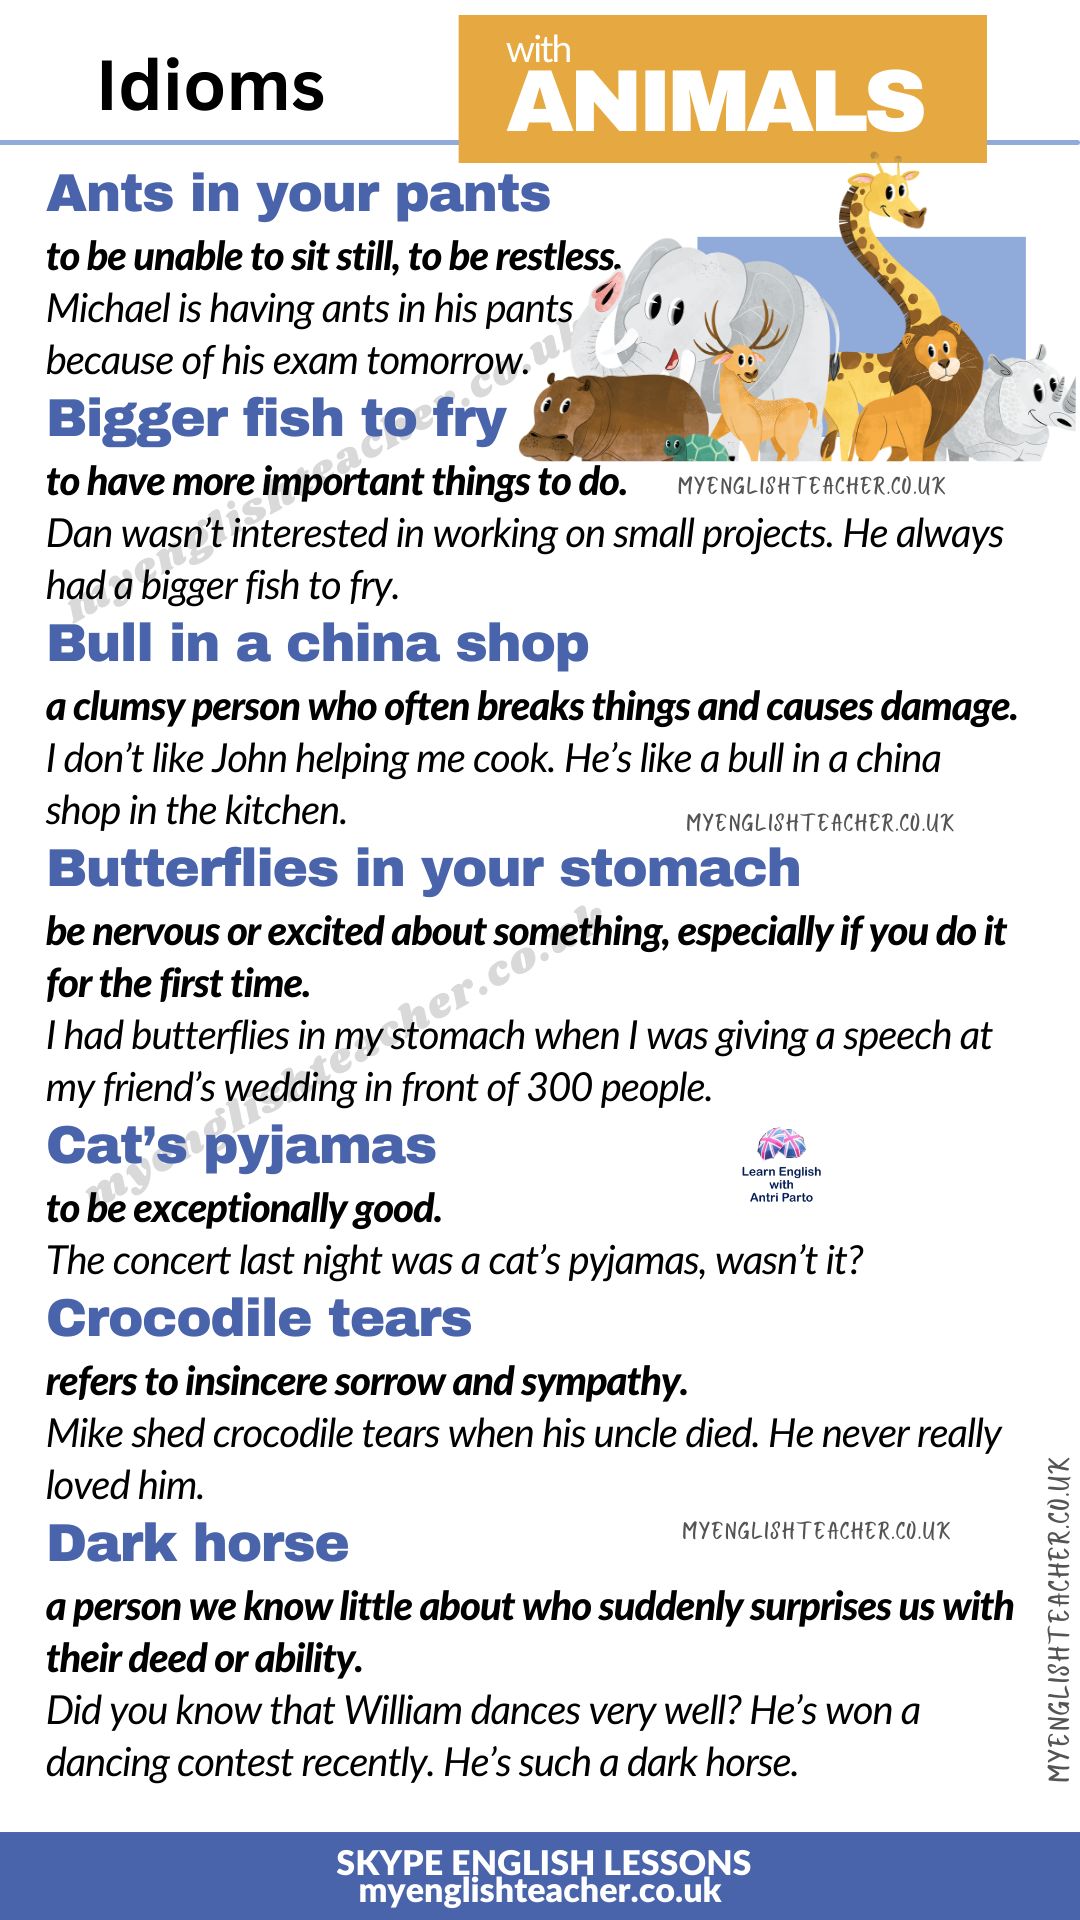 Idioms
with
ANIMALS
Ants in your pants
to be unable to sit still, to be restless.
Michael is having ants in his pants
because of his exam tomorrow.
Bigger fish to fry
to have more important things to do.
MYENGLISHTEACHER.CO.UK
Dan wasn't interested in working on small projects. He always
had a bigger fish to fry.
myenglishteacher.co.uk
Bull in a china shop
a clumsy person who often breaks things and causes damage.
I don't like John helping me cook. He's like a bull in a china
shop in the kitchen.
MYENGLISHTEACHER.CO.UK
Butterflies in your stomach
be nervous or excited about something, especially if you do it
for the first time.
I had butterflies in my stomach when I was giving a speech at
my friend's wedding in front of 300 people.
myenglishteacher.co.uk
Cat's pyjamas
Learn English
with
Antri Parto
to be exceptionally good.
The concert last night was a cat's pyjamas, wasn't it?
Crocodile tears
refers to insincere sorrow and sympathy.
Mike shed crocodile tears when his uncle died. He never really
loved him.
MYENGLISHTEACHER.CO.UK
Dark horse
a person we know little about who suddenly surprises us with
their deed or ability.
Did you know that William dances very well? He's won a
dancing contest recently. He's such a dark horse.
MYENGLISHTEACHER.CO.UK
SKYPE ENGLISH LESSONS
myenglishteacher.co.uk